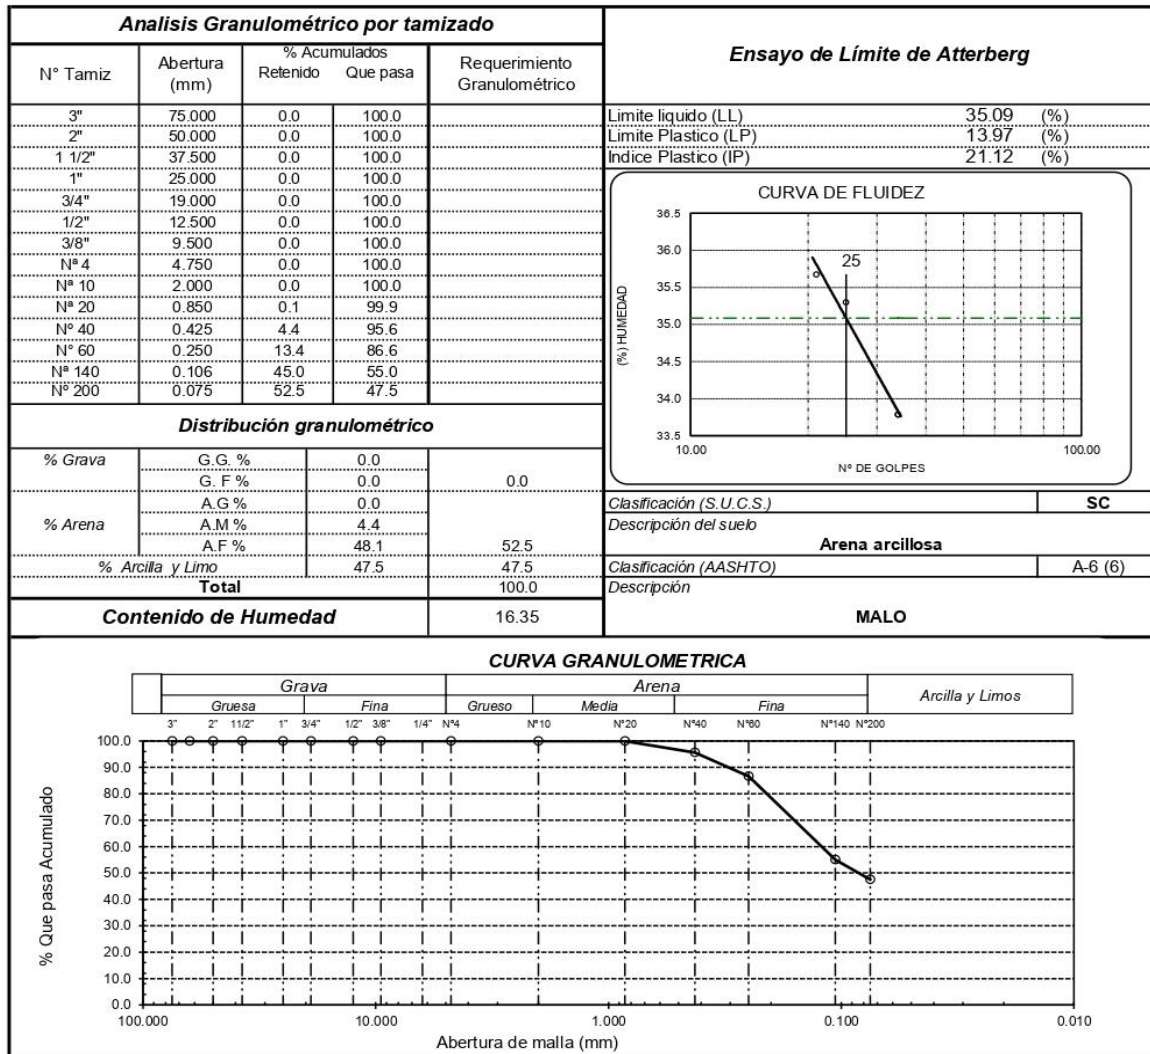 Analisis Granulométrico por tamizado
N° Tamiz Abertura (mm) % Acumulados Retenido Que pasa Requerimiento Granulométrico
3" 75.000 0.0 100.0
2" 50.000 0.0 100.0
1 1/2" 37.500 0.0 100.0
1" 25.000 0.0 100.0
3/4" 19.000 0.0 100.0
1/2" 12.500 0.0 100.0
3/8" 9.500 0.0 100.0
Nª 4 4.750 0.0 100.0
Nª 10 2.000 0.0 100.0
Nª 20 0.850 0.1 99.9
Nº 40 0.425 4.4 95.6
N° 60 0.250 13.4 86.6
Nª 140 0.106 45.0 55.0
Nº 200 0.075 52.5 47.5
Distribución granulométrico
% Grava G.G. % 0.0
G. F % 0.0 0.0
A.G % 0.0
% Arena A.M % 4.4
A.F % 48.1 52.5
% Arcilla y Limo 47.5 47.5
Total 100.0
Contenido de Humedad 16.35
Ensayo de Límite de Atterberg
Limite liquido (LL) 35.09 (%)
Limite Plastico (LP) 13.97 (%)
Indice Plastico (IP) 21.12 (%)
CURVA DE FLUIDEZ
36.5
36.0
25
35.5
35.0
34.5
34.0
33.5
(%) HUMEDAD
10.00 100.00
Nº DE GOLPES
Clasificación (S.U.C.S.) SC
Descripción del suelo
Arena arcillosa
Clasificación (AASHTO) A-6 (6)
Descripción
MALO
CURVA GRANULOMETRICA
Grava Arena Arcilla y Limos
Gruesa Fina Grueso Media Fina
3" 2" 11/2" 1" 3/4" 1/2" 3/8" 1/4" N°4 N°10 N°20 N°40 N°60 N°140 N°200
100.0
90.0
80.0
70.0
60.0
50.0
40.0
30.0
20.0
10.0
0.0
% Que pasa Acumulado
100.000 10.000 1.000 0.100 0.010
Abertura de malla (mm)